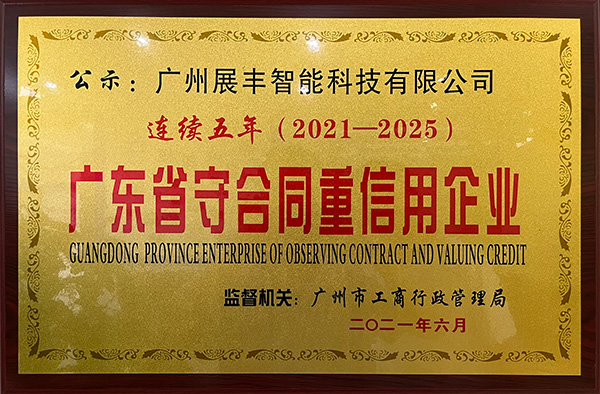 公示：广州展丰智能科技有限公司
连续五年（2021—2025）
广东省守合同重信用企业
GUANGDONG PROVINCE ENTERPRISE OF OBSERVING CONTRACT AND VALUING CREDIT
监督机关：广州市工商行政管理局
二〇二一年六月